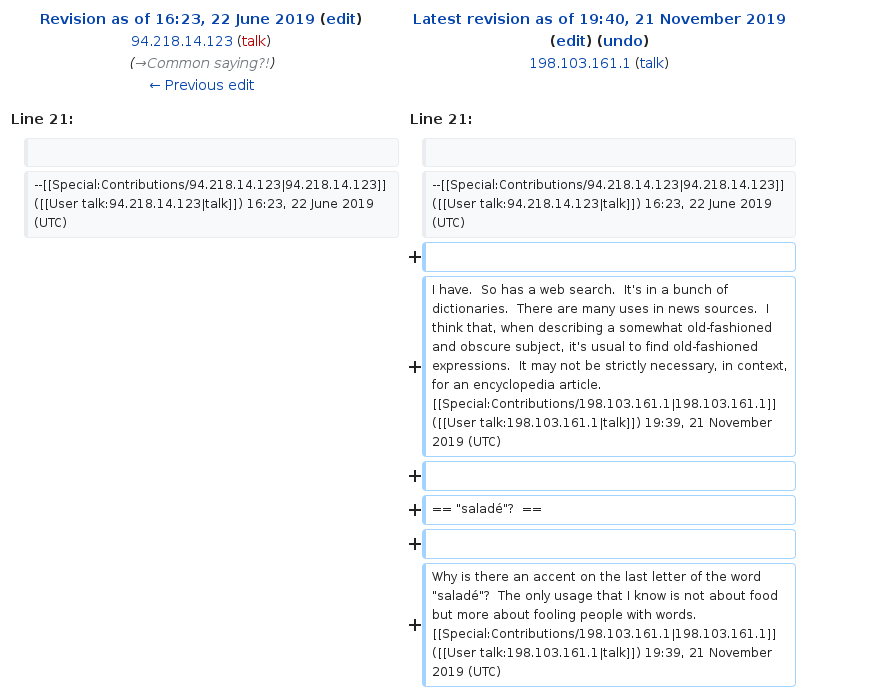 Revision as of 16:23, 22 June 2019 (edit)
94.218.14.123 (talk)
(→Common saying?!)
← Previous edit
Latest revision as of 19:40, 21 November 2019
(edit) (undo)
198.103.161.1 (talk)
Line 21:
Line 21:
--[[Special:Contributions/94.218.14.123|94.218.14.123]]
([[User talk:94.218.14.123|talk]]) 16:23, 22 June 2019
(UTC)
--[[Special:Contributions/94.218.14.123|94.218.14.123]]
([[User talk:94.218.14.123|talk]]) 16:23, 22 June 2019
(UTC)
+
+
I have.  So has a web search.  It's in a bunch of
dictionaries.  There are many uses in news sources.  I
think that, when describing a somewhat old-fashioned
and obscure subject, it's usual to find old-fashioned
expressions.  It may not be strictly necessary, in context,
for an encyclopedia article.
[[Special:Contributions/198.103.161.1|198.103.161.1]]
([[User talk:198.103.161.1|talk]]) 19:39, 21 November
2019 (UTC)
+
+ == "saladé"?  ==
+
+
Why is there an accent on the last letter of the word
"saladé"?  The only usage that I know is not about food
but more about fooling people with words.
[[Special:Contributions/198.103.161.1|198.103.161.1]]
([[User talk:198.103.161.1|talk]]) 19:39, 21 November
2019 (UTC)